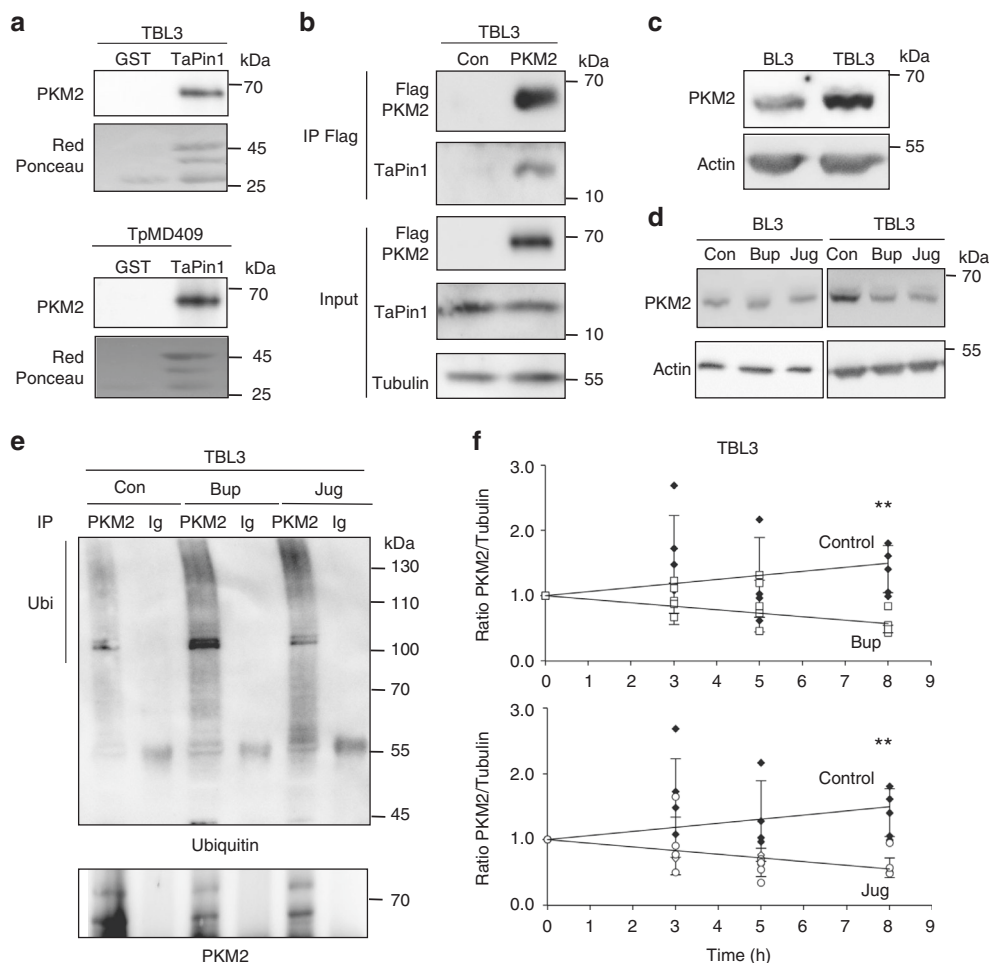 a
TBL3
GST TaPin1 kDa
PKM2
70
Red
Ponceau
45
25
TpMD409
GST TaPin1 kDa
PKM2
70
Red
Ponceau
45
25
b
TBL3
Con PKM2 kDa
IP Flag
Flag
PKM2
70
TaPin1
10
Input
Flag
PKM2
70
TaPin1
10
Tubulin
55
c
BL3 TBL3 kDa
70
PKM2
55
Actin
d
BL3 TBL3
Con Bup Jug Con Bup Jug kDa
70
PKM2
55
Actin
e
TBL3
Con Bup Jug
IP PKM2 Ig PKM2 Ig PKM2 Ig
kDa
Ubi
130
110
100
70
55
45
Ubiquitin
70
PKM2
f
TBL3
Ratio PKM2/Tubulin
3.0
2.0
1.0
0.0
**
Control
Bup
0 1 2 3 4 5 6 7 8 9
Ratio PKM2/Tubulin
3.0
2.0
1.0
0.0
**
Control
Jug
0 1 2 3 4 5 6 7 8 9
Time (h)